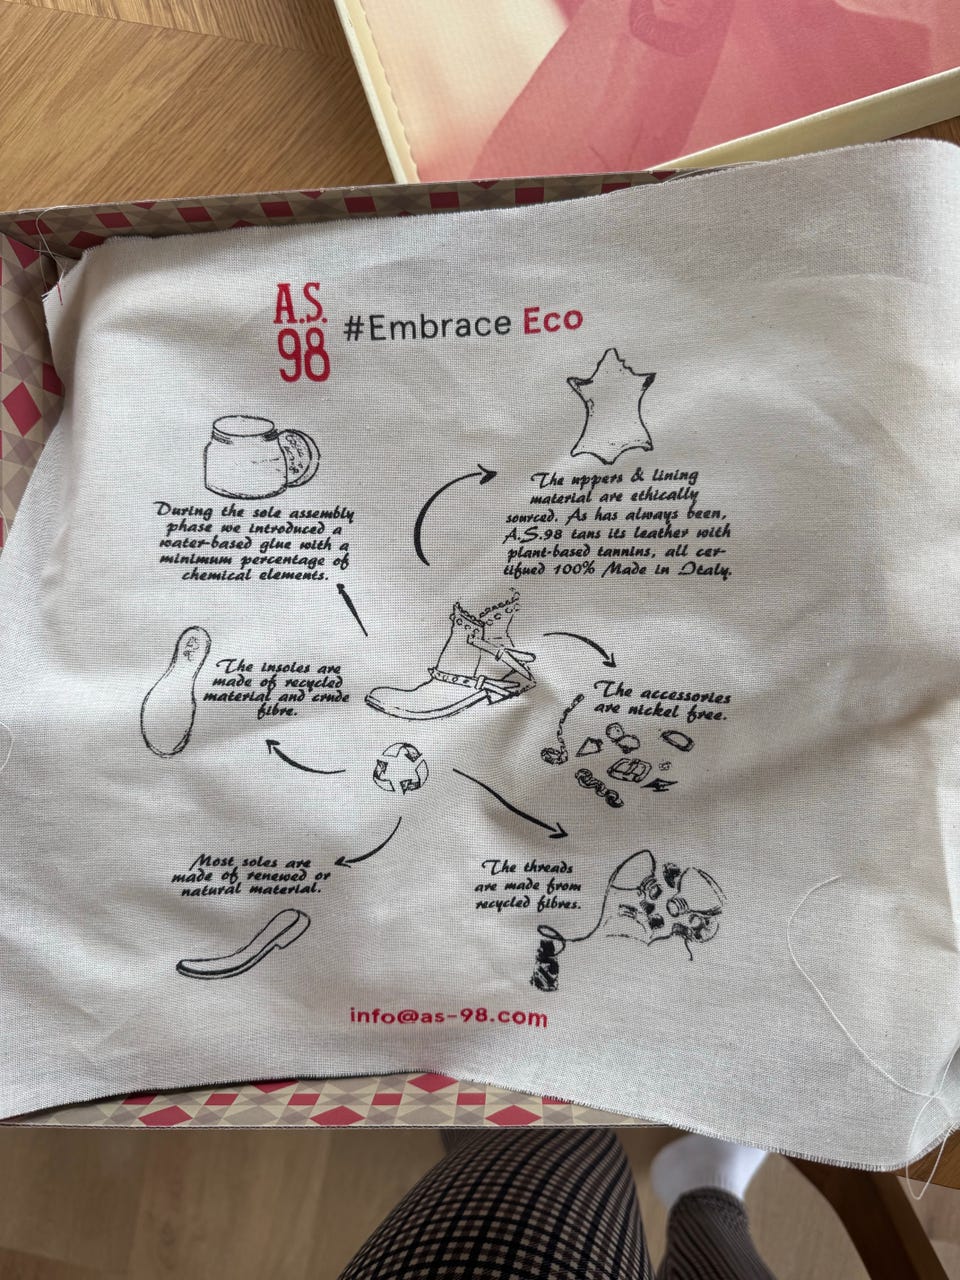 A.S.
98
#Embrace Eco
During the sole assembly
phase we introduced a
water-based glue with a
minimum percentage of
chemical elements.
The uppers & lining
material are ethically
sourced. As has always been,
A.S.98 tans its leather with
plant-based tannins, all cer-
tifued 100% Made in Italy.
The insoles are
made of recycled
material and crude
fibre.
The accessories
are nickel free.
Most soles are
made of renewed or
natural material.
The threads
are made from
recycled fibres.
info@as-98.com